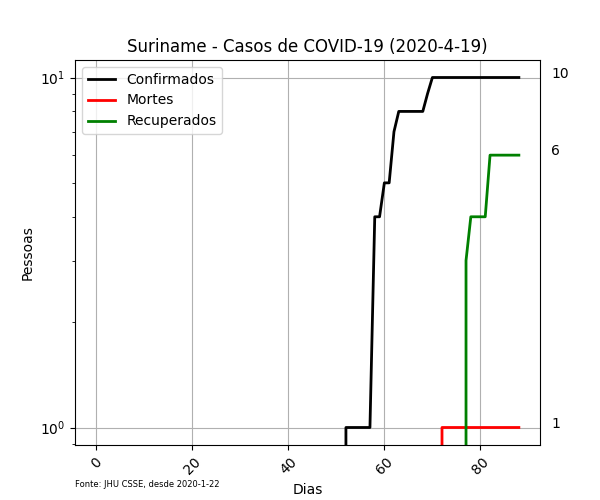 Suriname - Casos de COVID-19 (2020-4-19)
Confirmados
Mortes
Recuperados
10¹
10⁰
10
6
1
Pessoas
0
20
40
60
80
Dias
Fonte: JHU CSSE, desde 2020-1-22